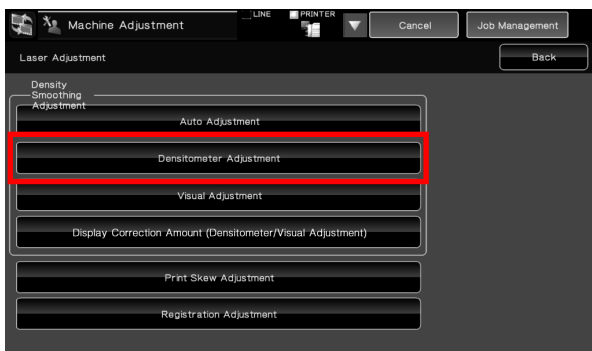 Machine Adjustment
LINE
PRINTER
Cancel
Job Management
Laser Adjustment
Back
Density
Smoothing
Adjustment
Auto Adjustment
Densitometer Adjustment
Visual Adjustment
Display Correction Amount (Densitometer/Visual Adjustment)
Print Skew Adjustment
Registration Adjustment